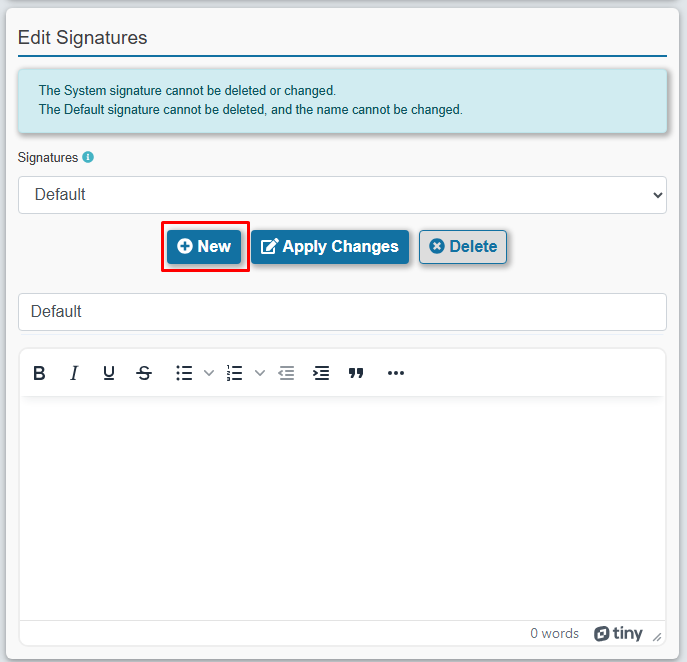 Edit Signatures
The System signature cannot be deleted or changed.
The Default signature cannot be deleted, and the name cannot be changed.
Signatures
Default
New Apply Changes Delete
Default
B I U S
0 words tiny